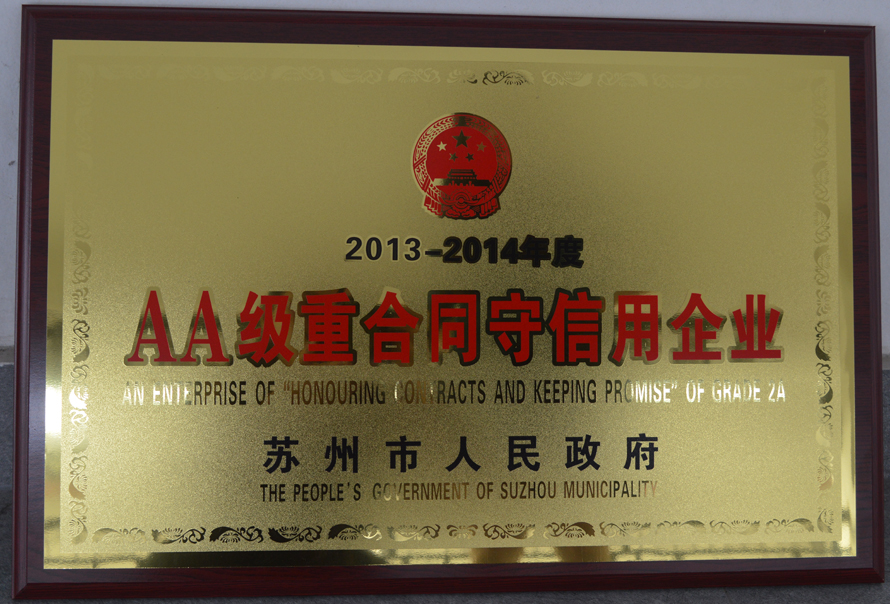 2013-2014年度
AA级重合同守信用企业
AN ENTERPRISE OF "HONOURING CONTRACTS AND KEEPING PROMISE" OF GRADE 2A
苏州市人民政府
THE PEOPLE'S GOVERNMENT OF SUZHOU MUNICIPALITY